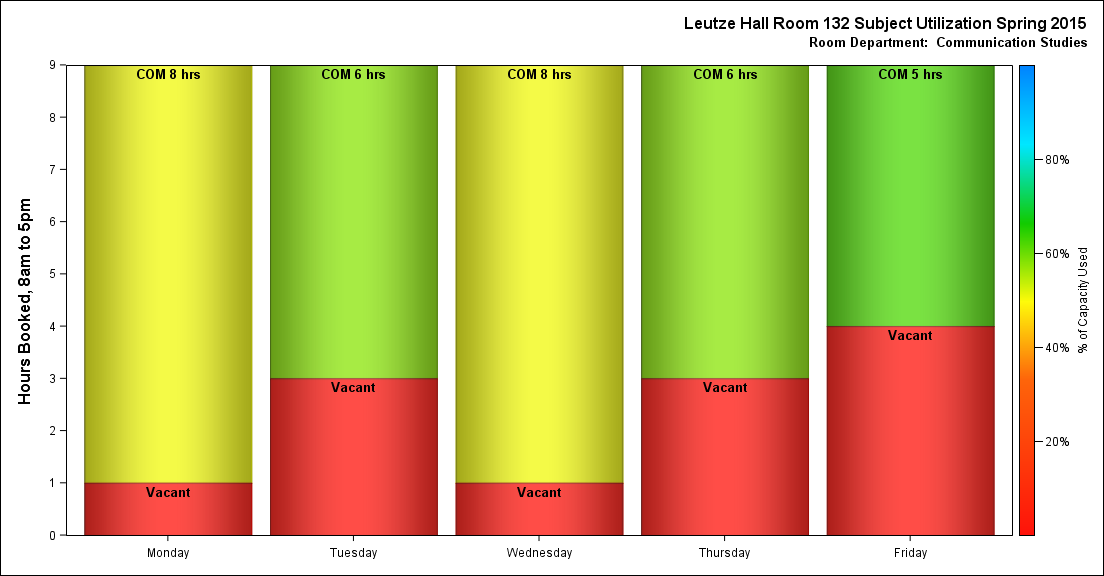 Leutze Hall Room 132 Subject Utilization Spring 2015
Room Department: Communication Studies
Hours Booked, 8am to 5pm
9
8
7
6
5
4
3
2
1
0
COM 8 hrs
COM 6 hrs
COM 8 hrs
COM 6 hrs
COM 5 hrs
Vacant
Vacant
Vacant
Vacant
Vacant
Monday
Tuesday
Wednesday
Thursday
Friday
80%
60%
40%
20%
% of Capacity Used